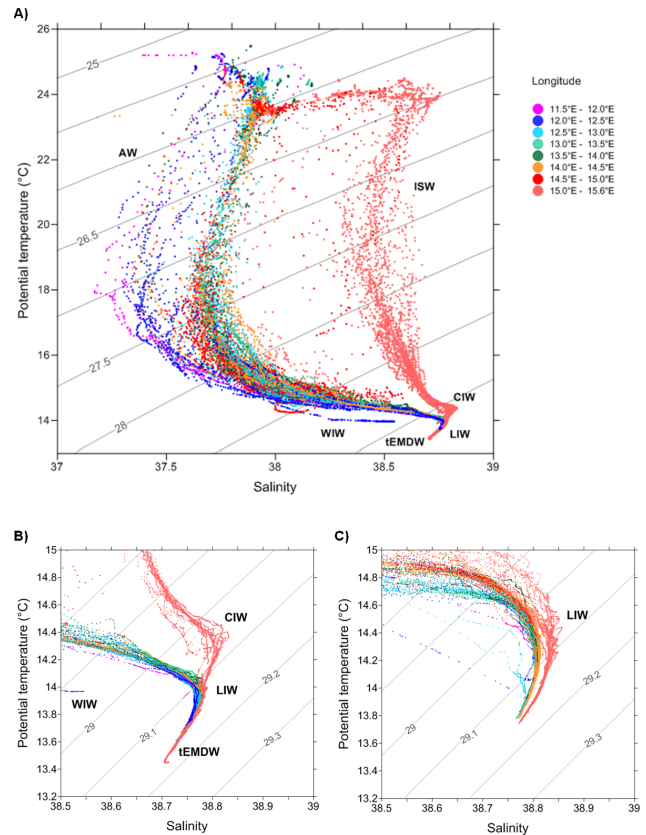 A)
26
24
22
20
18
16
14
Potential temperature (°C)
25
26.5
27.5
28
AW
ISW
CIW
WIW
tEMDW
LIW
37
37.5
38
38.5
39
Salinity
Longitude
11.5°E - 12.0°E
12.0°E - 12.5°E
12.5°E - 13.0°E
13.0°E - 13.5°E
13.5°E - 14.0°E
14.0°E - 14.5°E
14.5°E - 15.0°E
15.0°E - 15.6°E
B)
15
14.8
14.6
14.4
14.2
14
13.8
13.6
13.4
13.2
Potential temperature (°C)
CIW
LIW
WIW
tEMDW
29
29.1
29.2
29.3
38.5
38.6
38.7
38.8
38.9
39
Salinity
C)
15
14.8
14.6
14.4
14.2
14
13.8
13.6
13.4
13.2
Potential temperature (°C)
LIW
29
29.1
29.2
29.3
38.5
38.6
38.7
38.8
38.9
39
Salinity